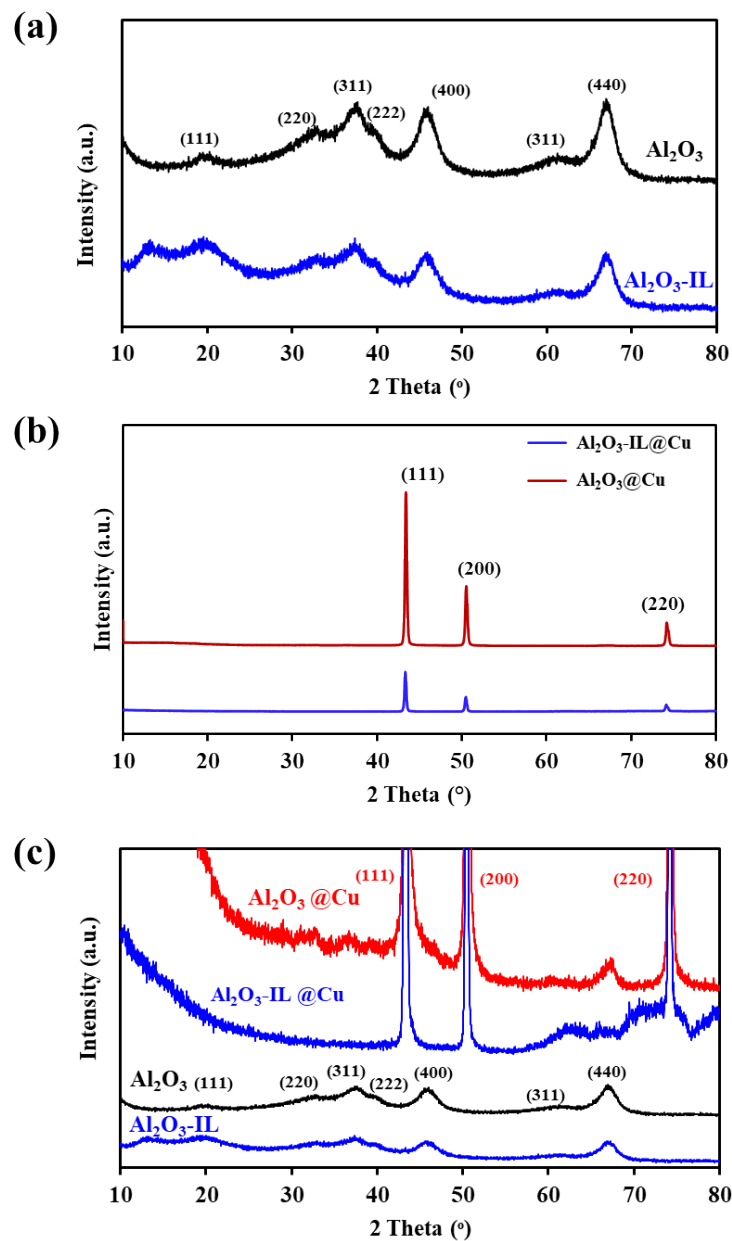 (a)
(111)
(220)
(311)
(222)
(400)
(311)
(440)
Al₂O₃
Al₂O₃-IL
Intensity (a.u.)
10 20 30 40 50 60 70 80
2 Theta (º)
(b)
Al₂O₃-IL@Cu
Al₂O₃@Cu
(111)
(200)
(220)
Intensity (a.u.)
10 20 30 40 50 60 70 80
2 Theta (°)
(c)
(111)
(200)
(220)
Al₂O₃ @Cu
Al₂O₃-IL @Cu
Al₂O₃
(111)
(220)
(311)
(222)
(400)
(311)
(440)
Al₂O₃-IL
Intensity (a.u.)
10 20 30 40 50 60 70 80
2 Theta (º)